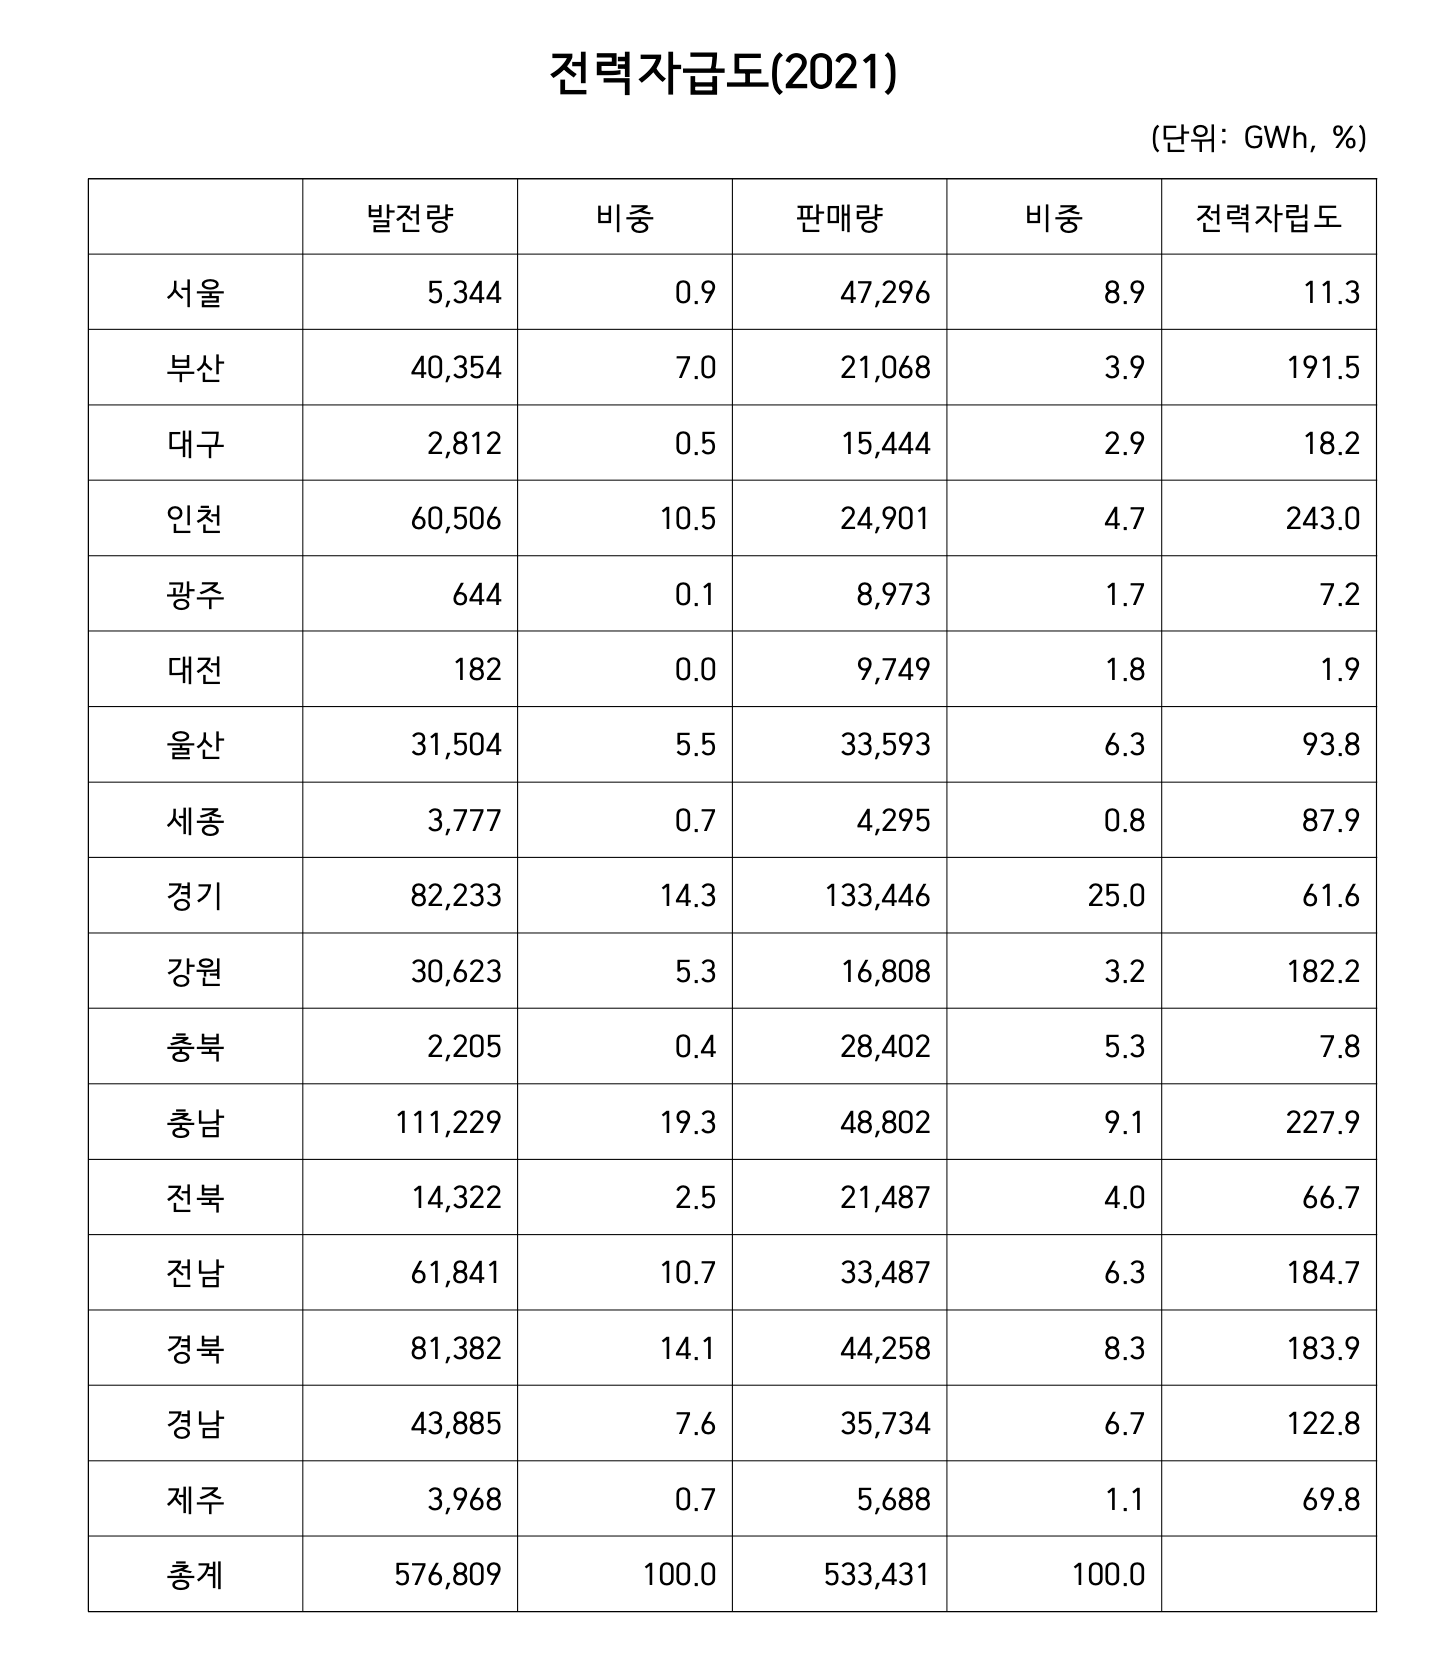 전력자급도(2021)
(단위: GWh, %)
발전량 비중 판매량 비중 전력자립도
서울 5,344 0.9 47,296 8.9 11.3
부산 40,354 7.0 21,068 3.9 191.5
대구 2,812 0.5 15,444 2.9 18.2
인천 60,506 10.5 24,901 4.7 243.0
광주 644 0.1 8,973 1.7 7.2
대전 182 0.0 9,749 1.8 1.9
울산 31,504 5.5 33,593 6.3 93.8
세종 3,777 0.7 4,295 0.8 87.9
경기 82,233 14.3 133,446 25.0 61.6
강원 30,623 5.3 16,808 3.2 182.2
충북 2,205 0.4 28,402 5.3 7.8
충남 111,229 19.3 48,802 9.1 227.9
전북 14,322 2.5 21,487 4.0 66.7
전남 61,841 10.7 33,487 6.3 184.7
경북 81,382 14.1 44,258 8.3 183.9
경남 43,885 7.6 35,734 6.7 122.8
제주 3,968 0.7 5,688 1.1 69.8
총계 576,809 100.0 533,431 100.0